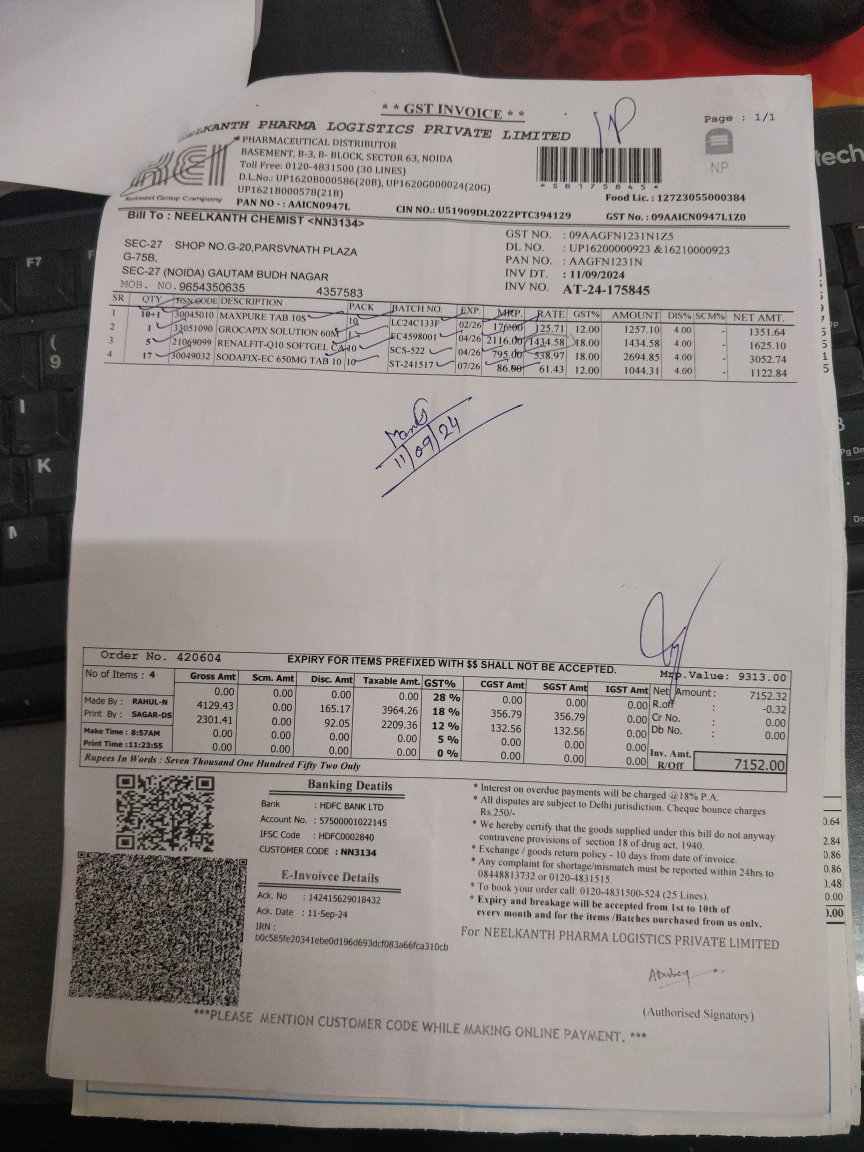 ** GST INVOICE **
Page : 1/1
NEELKANTH PHARMA LOGISTICS PRIVATE LIMITED
NP
PHARMACEUTICAL DISTRIBUTOR
BASEMENT, B-3, B- BLOCK, SECTOR 63, NOIDA
Toll Free: 0120-4831500 (30 LINES)
D.L.No.: UP1620B000586(20B), UP1620G000024(20G)
UP1621B000578(21B)
PAN NO - : AAICN0947L
CIN NO.: U51909DL2022PTC394129
*SB175845*
Food Lic. : 12723055000384
GST No. : 09AAICN0947L1Z0
Group Company
Bill To : NEELKANTH CHEMIST <NN3134>
SEC-27 SHOP NO.G-20,PARSVNATH PLAZA
G-75B,
SEC-27 (NOIDA) GAUTAM BUDH NAGAR
MOB. NO.9654350635 4357583
GST NO. : 09AAGFN1231N1Z5
DL NO. : UP16200000923 &16210000923
PAN NO. : AAGFN1231N
INV DT. : 11/09/2024
INV NO. AT-24-175845
SR QTY HSN CODE DESCRIPTION PACK BATCH NO. EXP. MRP. RATE GST% AMOUNT DIS% SCM% NET AMT.
1 10+1 30045010 MAXPURE TAB 10S 10 LC24C133F 02/26 176.00 125.71 12.00 1257.10 4.00 - 1351.64
2 1 33051090 GROCAPIX SOLUTION 60M EC4598001 04/26 2116.00 1434.58 18.00 1434.58 4.00 - 1625.10
3 5 21069099 RENALFIT-Q10 SOFTGEL CA 10 SCS-522 04/26 795.00 538.97 18.00 2694.85 4.00 - 3052.74
4 17 30049032 SODAFIX-EC 650MG TAB 10 10 ST-241517 07/26 86.00 61.43 12.00 1044.31 4.00 - 1122.84
11/09/24
Order No. 420604 EXPIRY FOR ITEMS PREFIXED WITH $$ SHALL NOT BE ACCEPTED. Mrp.Value: 9313.00
No of Items : 4
Made By : RAHUL-N
Print By : SAGAR-DS
Make Time : 8:57AM
Print Time :11:23:55
Gross Amt Scm. Amt Disc. Amt Taxable Amt. GST% CGST Amt SGST Amt IGST Amt
0.00 0.00 0.00 0.00 28 % 0.00 0.00 0.00
4129.43 0.00 165.17 3964.26 18 % 356.79 356.79 0.00
2301.41 0.00 92.05 2209.36 12 % 132.56 132.56 0.00
0.00 0.00 0.00 0.00 5 % 0.00 0.00 0.00
0.00 0.00 0.00 0.00 0 % 0.00 0.00 0.00
Net Amount : 7152.32
R.off : -0.32
Cr No. : 0.00
Db No. : 0.00
Inv. Amt. R/Off 7152.00
Rupees In Words : Seven Thousand One Hundred Fifty Two Only
Banking Deatils
Bank : HDFC BANK LTD
Account No. : 57500001022145
IFSC Code : HDFC0002840
CUSTOMER CODE : NN3134
E-Invoivce Details
Ack. No : 142415629018432
Ack. Date : 11-Sep-24
IRN :
b0c585fe20341ebe0d196d693dcf083a66fca310cb
* Interest on overdue payments will be charged @18% P.A.
* All disputes are subject to Delhi jurisdiction. Cheque bounce charges
Rs.250/-
* We hereby certify that the goods supplied under this bill do not anyway
contravene provisions of section 18 of drug act, 1940.
* Exchange / goods return policy - 10 days from date of invoice.
* Any complaint for shortage/mismatch must be reported within 24hrs to
08448813732 or 0120-4831515.
* To book your order call: 0120-4831500-524 (25 Lines).
* Expiry and breakage will be accepted from 1st to 10th of
every month and for the items /Batches purchased from us only.
For NEELKANTH PHARMA LOGISTICS PRIVATE LIMITED
(Authorised Signatory)
***PLEASE MENTION CUSTOMER CODE WHILE MAKING ONLINE PAYMENT. ***
tech
F7
F8
K